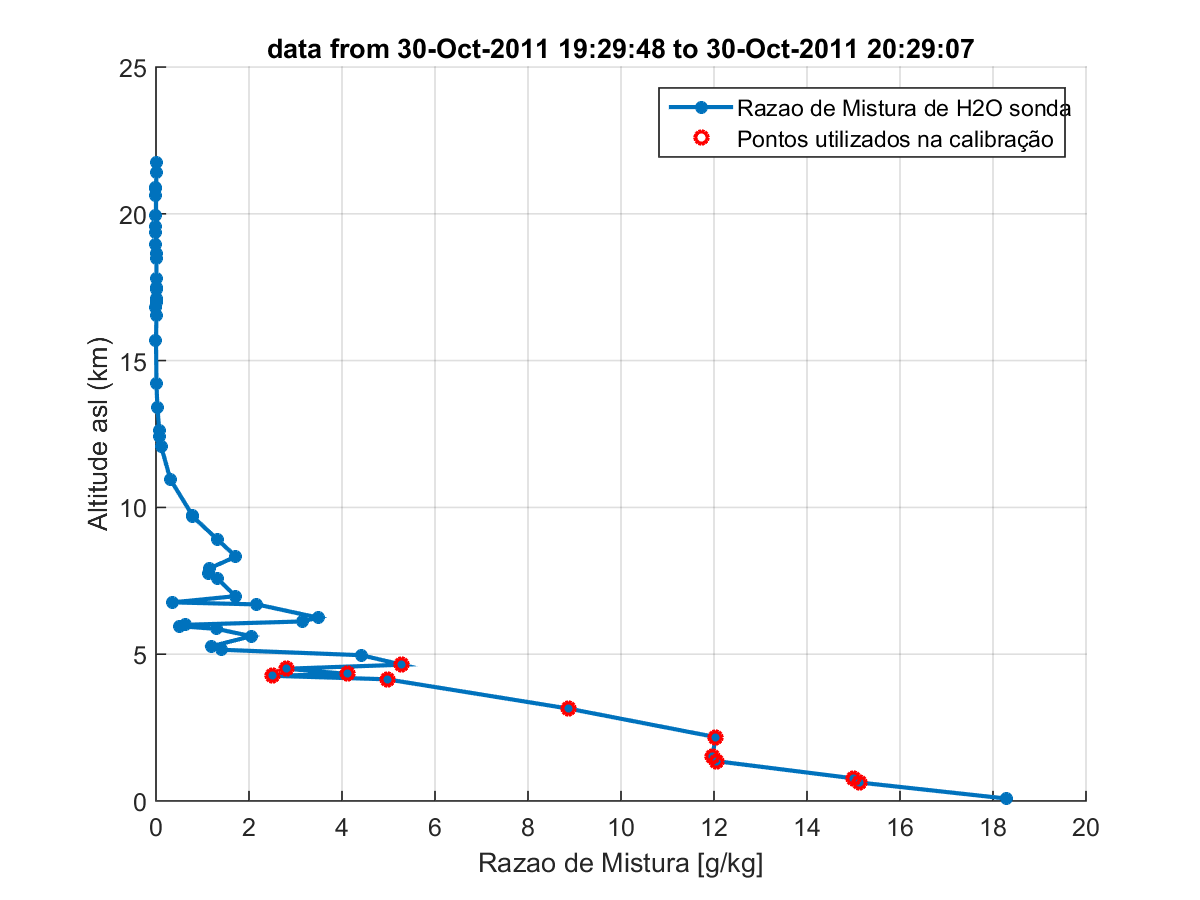 data from 30-Oct-2011 19:29:48 to 30-Oct-2011 20:29:07
25
Razao de Mistura de H2O sonda
Pontos utilizados na calibração
20
15
Altitude asl (km)
10
5
0
0 2 4 6 8 10 12 14 16 18 20
Razao de Mistura [g/kg]